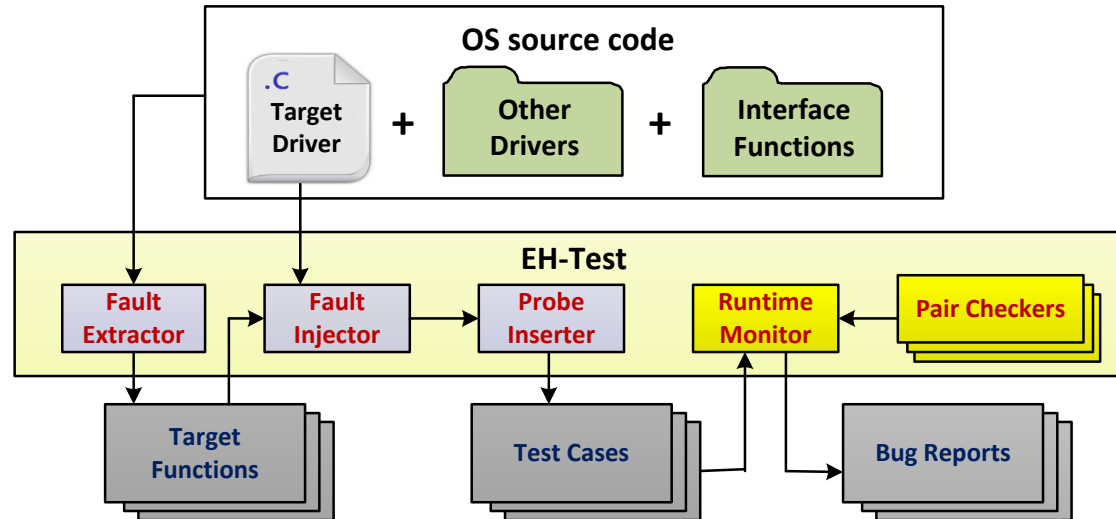 OS source code
.C
Target
Driver
+
Other
Drivers
+
Interface
Functions
EH-Test
Fault
Extractor
Fault
Injector
Probe
Inserter
Runtime
Monitor
Pair Checkers
Target
Functions
Test Cases
Bug Reports